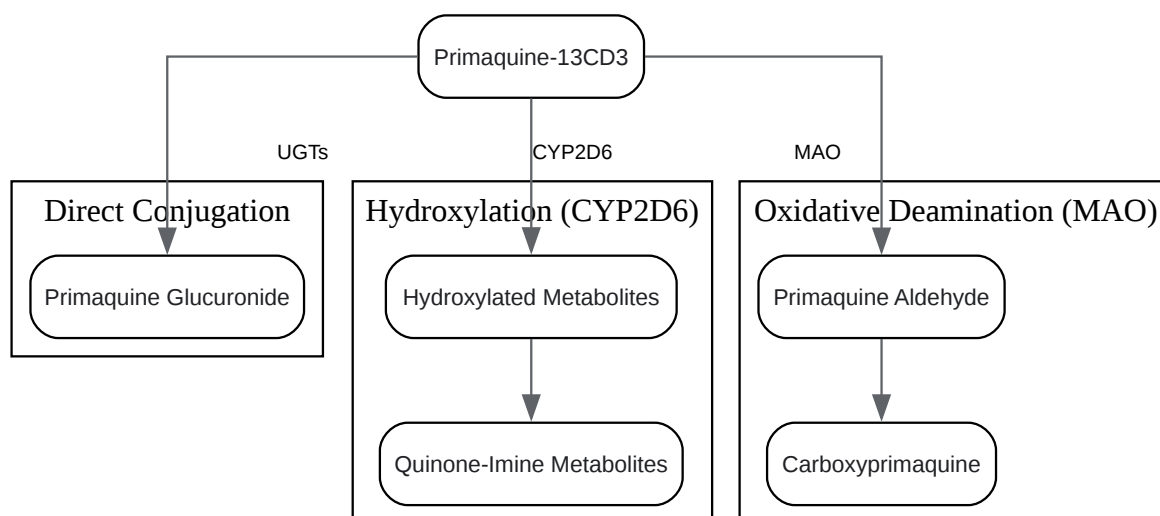 Primaquine-13CD3
UGTs
CYP2D6
MAO
Direct Conjugation
Hydroxylation (CYP2D6)
Oxidative Deamination (MAO)
Primaquine Glucuronide
Hydroxylated Metabolites
Primaquine Aldehyde
Quinone-Imine Metabolites
Carboxyprimaquine